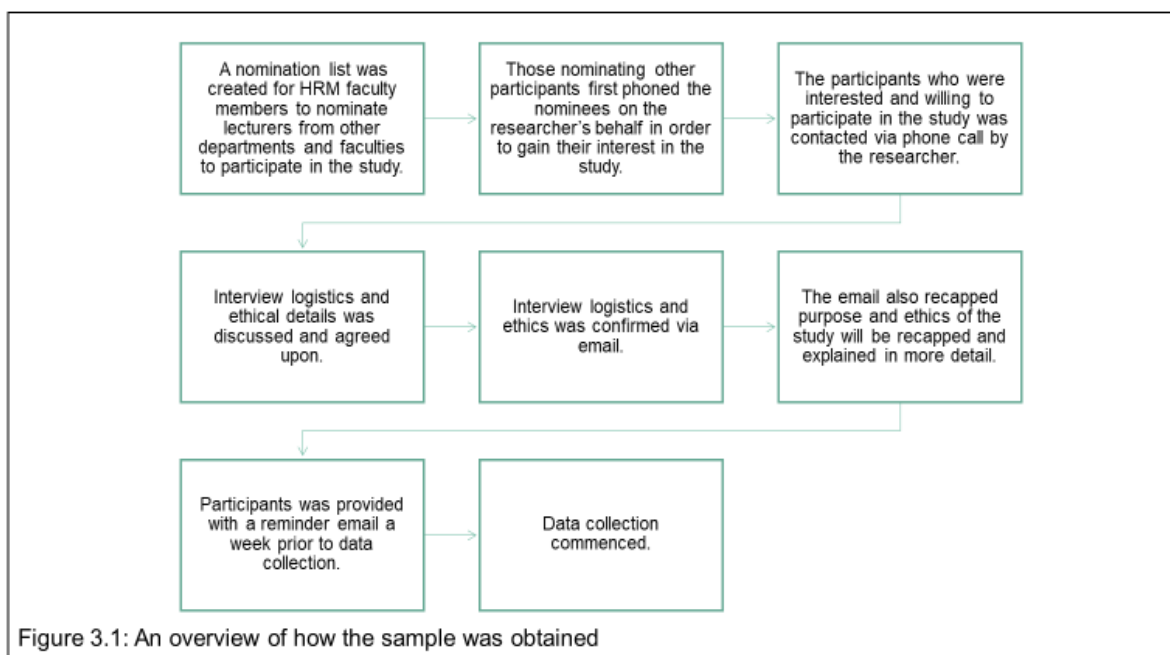 A nomination list was
created for HRM faculty
members to nominate
lecturers from other
departments and faculties
to participate in the study.
Those nominating other
participants first phoned the
nominees on the
researcher's behalf in order
to gain their interest in the
study.
The participants who were
interested and willing to
participate in the study was
contacted via phone call by
the researcher.
Interview logistics and
ethical details was
discussed and agreed
upon.
Interview logistics and
ethics was confirmed via
email.
The email also recapped
purpose and ethics of the
study will be recapped and
explained in more detail.
Participants was provided
with a reminder email a
week prior to data
collection.
Data collection
commenced.
Figure 3.1: An overview of how the sample was obtained